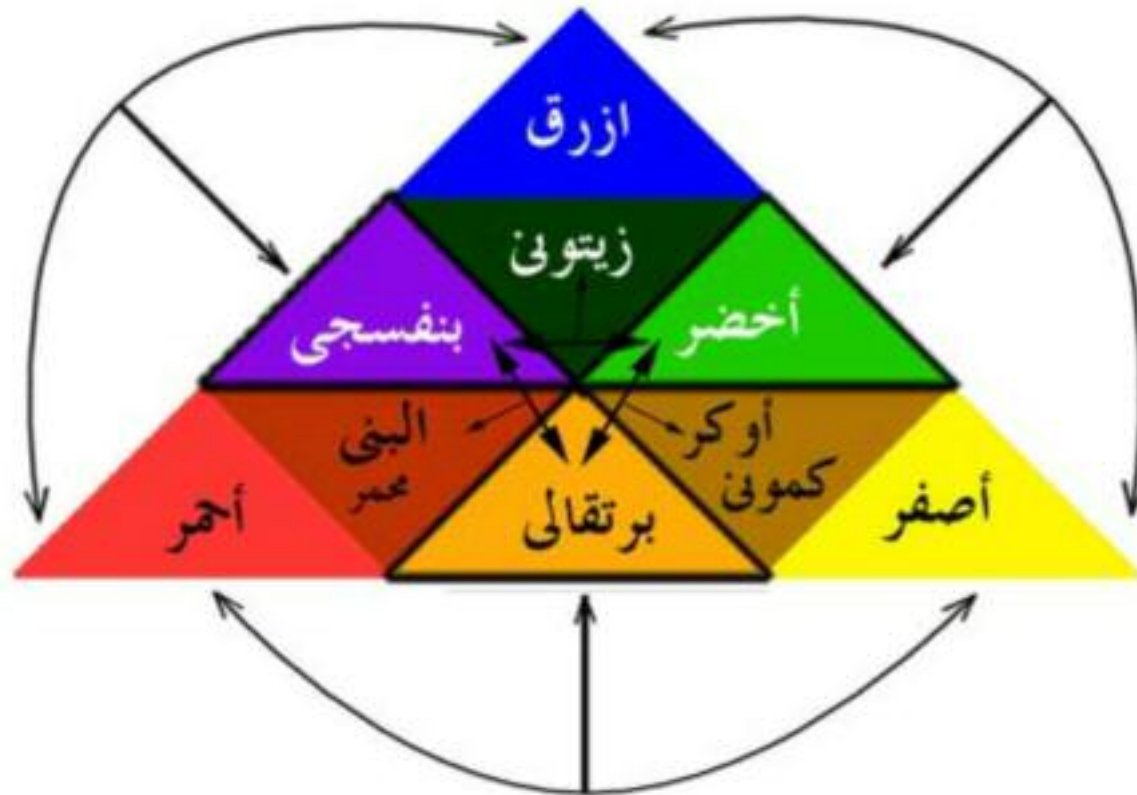 ازرق
زيتونى
أخضر
بنفسجى
أوكر
كمونى
البنى
محمر
أصفر
برتقالى
أحمر